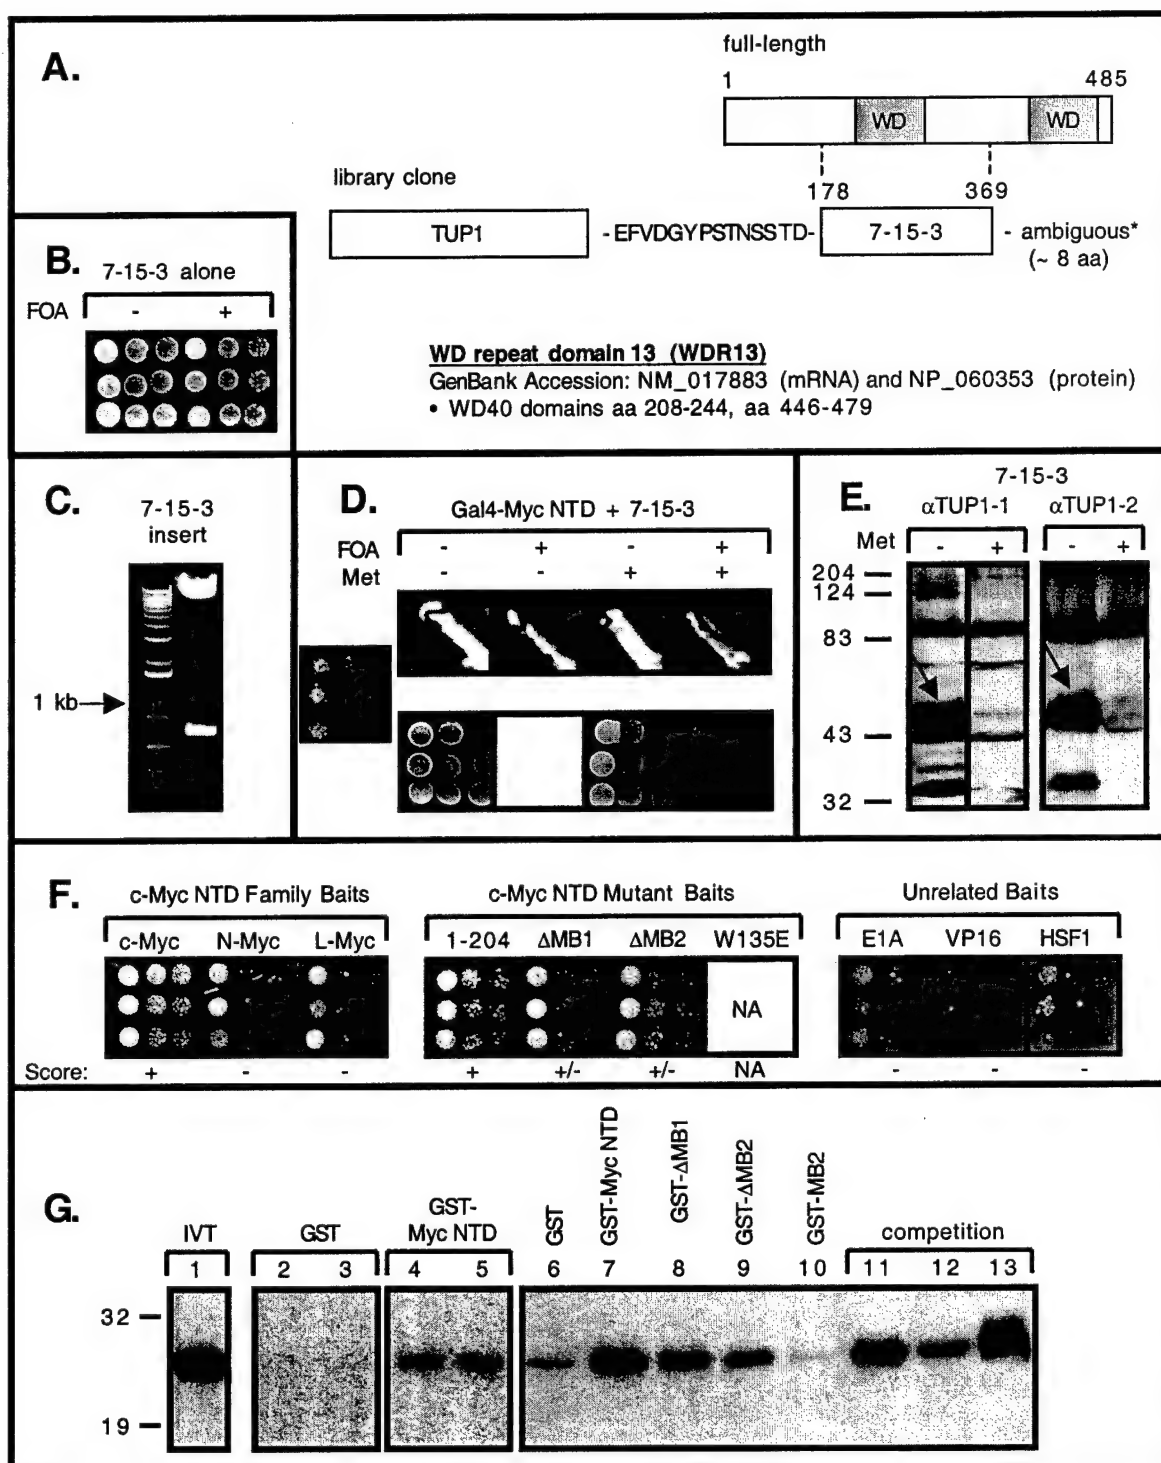 A.
full-length
1 485
WD WD
178 369
library clone
TUP1 -EFVDGYPSTNSSTD- 7-15-3 - ambiguous*
(~ 8 aa)
WD repeat domain 13 (WDR13)
GenBank Accession: NM_017883 (mRNA) and NP_060353 (protein)
• WD40 domains aa 208-244, aa 446-479
B.
7-15-3 alone
FOA - +
C.
7-15-3
insert
1 kb
D.
Gal4-Myc NTD + 7-15-3
FOA - + - +
Met - - + +
E.
7-15-3
αTUP1-1 αTUP1-2
Met - + - +
204
124
83
43
32
F.
c-Myc NTD Family Baits
c-Myc N-Myc L-Myc
c-Myc NTD Mutant Baits
1-204 ΔMB1 ΔMB2 W135E
NA
Unrelated Baits
E1A VP16 HSF1
Score: + - - + +/- +/- NA - - -
G.
IVT
GST
GST-
Myc NTD
GST
GST-Myc NTD
GST-ΔMB1
GST-ΔMB2
GST-MB2
competition
1 2 3 4 5 6 7 8 9 10 11 12 13
32
19